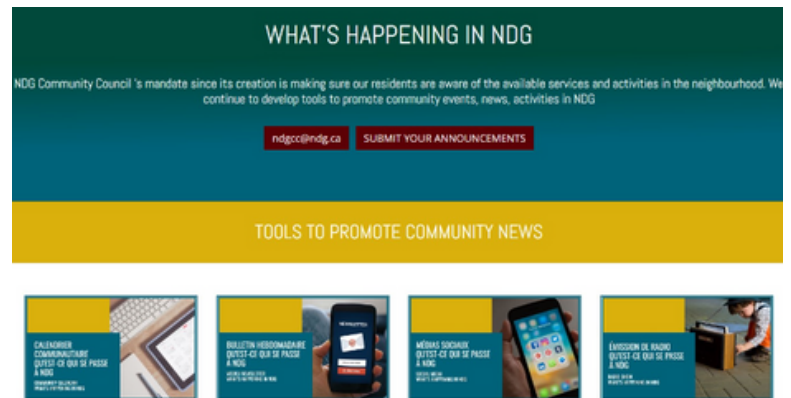 WHAT'S HAPPENING IN NDG
NDG Community Council 's mandate since its creation is making sure our residents are aware of the available services and activities in the neighbourhood. We
continue to develop tools to promote community events, news, activities in NDG
ndgcc@ndg.ca
SUBMIT YOUR ANNOUNCEMENTS
TOOLS TO PROMOTE COMMUNITY NEWS
CALENDRIER
COMMUNAUTAIRE
QU'EST-CE QUI SE PASSE
À NDG
BULLETIN HEBDOMADAIRE
QU'EST-CE QUI SE PASSE
À NDG
NEWSLETTER
MÉDIAS SOCIAUX
QU'EST-CE QUI SE PASSE
À NDG
ÉMISSION DE RADIO
QU'EST-CE QUI SE PASSE
À NDG